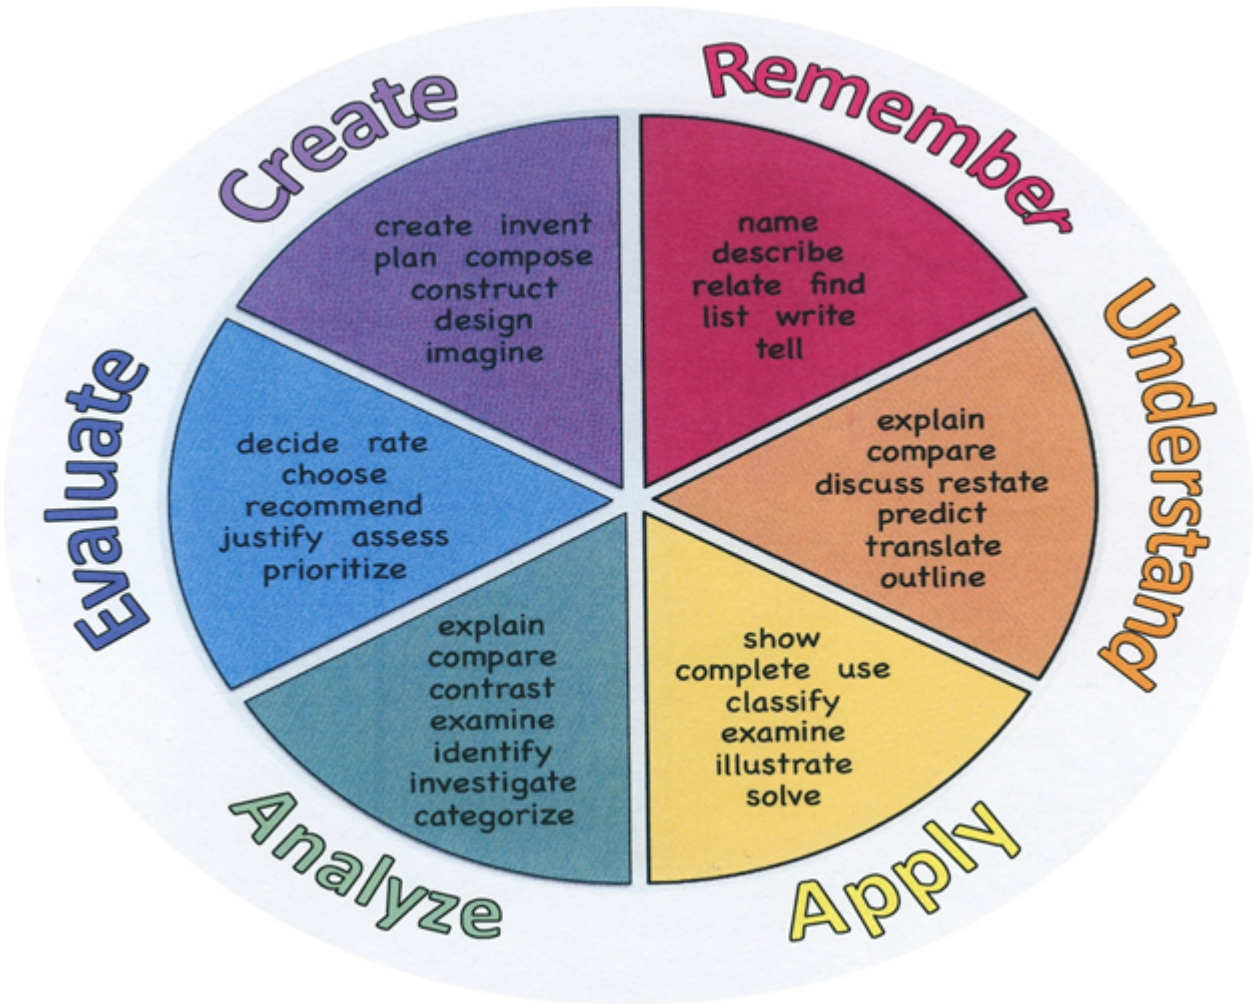 Remember
name
describe
relate find
list write
tell
Understand
explain
compare
discuss restate
predict
translate
outline
Apply
show
complete use
classify
examine
illustrate
solve
Analyze
explain
compare
contrast
examine
identify
investigate
categorize
Evaluate
decide rate
choose
recommend
justify assess
prioritize
Create
create invent
plan compose
construct
design
imagine